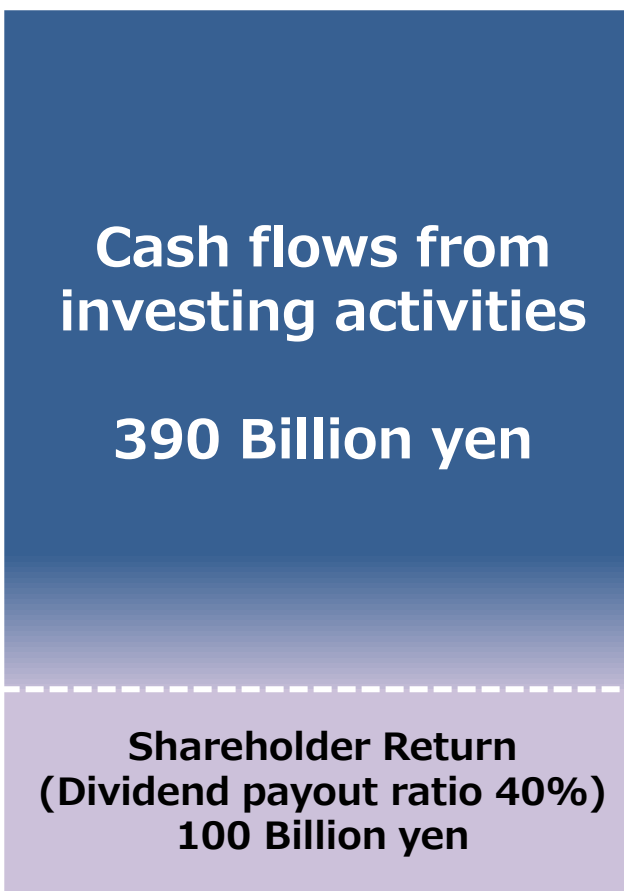 Cash flows from
investing activities
390 Billion yen
Shareholder Return
(Dividend payout ratio 40%)
100 Billion yen